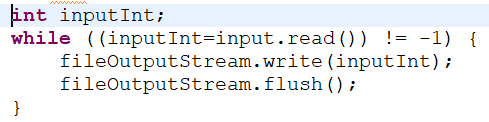 int inputInt;
while ((inputInt=input.read()) != -1) {
    fileOutputStream.write(inputInt);
    fileOutputStream.flush();
}